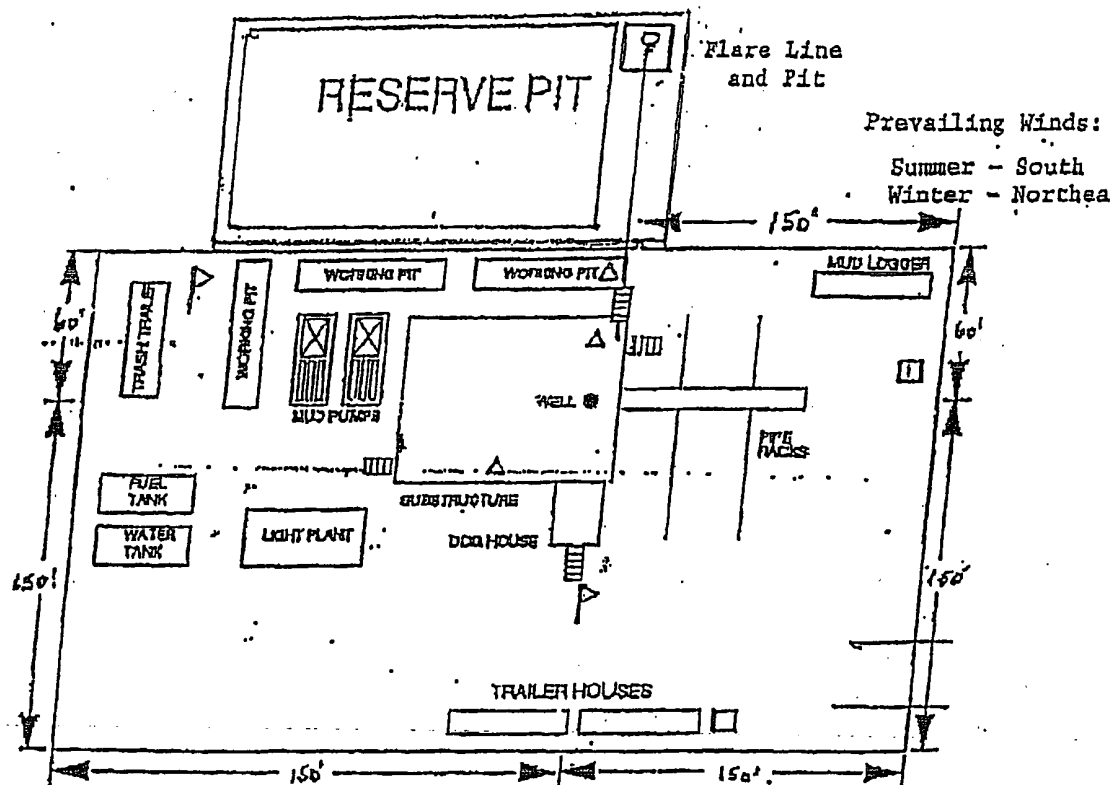 RESERVE PIT
Flare Line
and Pit
Prevailing Winds:
Summer - South
Winter - Northea
150'
MUD LOGGER
WORKING PIT
WORKING PIT
60'
60'
TRASH TRAILER
WORKING PIT
MUD PUMPS
WELL
PIPE
RACKS
FUEL
TANK
SUBSTRUCTURE
WATER
TANK
LIGHT PLANT
DOG HOUSE
150'
150'
TRAILER HOUSES
150'
150'